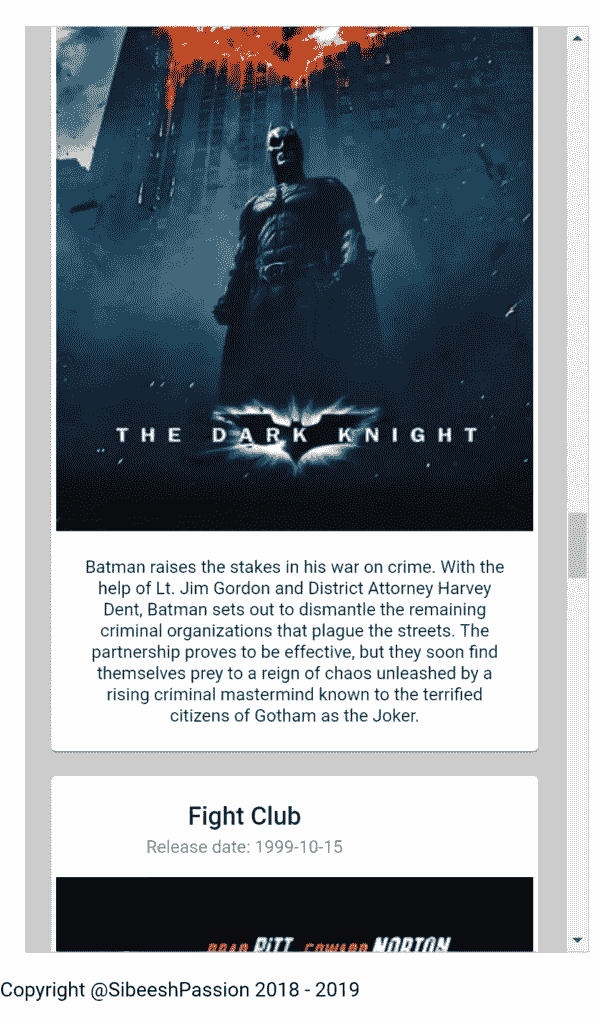 THE DARK KNIGHT
Batman raises the stakes in his war on crime. With the
help of Lt. Jim Gordon and District Attorney Harvey
Dent, Batman sets out to dismantle the remaining
criminal organizations that plague the streets. The
partnership proves to be effective, but they soon find
themselves prey to a reign of chaos unleashed by a
rising criminal mastermind known to the terrified
citizens of Gotham as the Joker.
Fight Club
Release date: 1999-10-15
BRAD PITT EDWARD NORTON
Copyright @SibeeshPassion 2018 - 2019